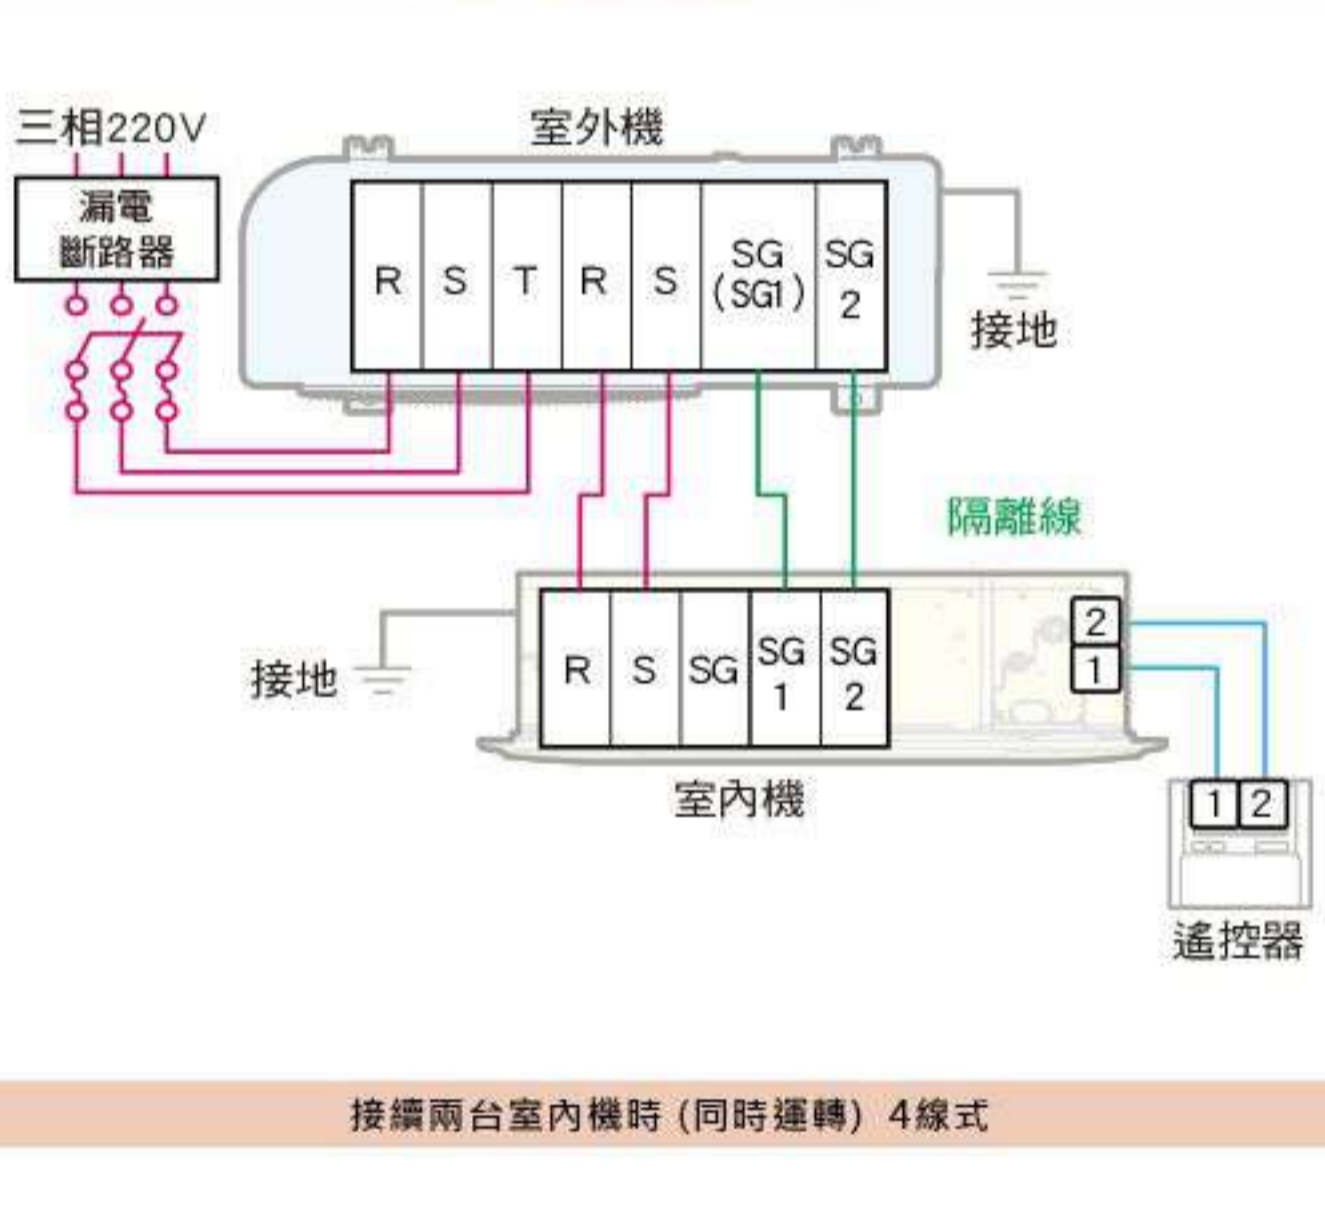 三相220V
室外機
漏電
斷路器
R S T R S SG (SG1) SG 2
接地
隔離線
R S SG SG 1 SG 2
2
1
接地
室內機
1 2
遙控器
接續兩台室內機時 (同時運轉) 4線式